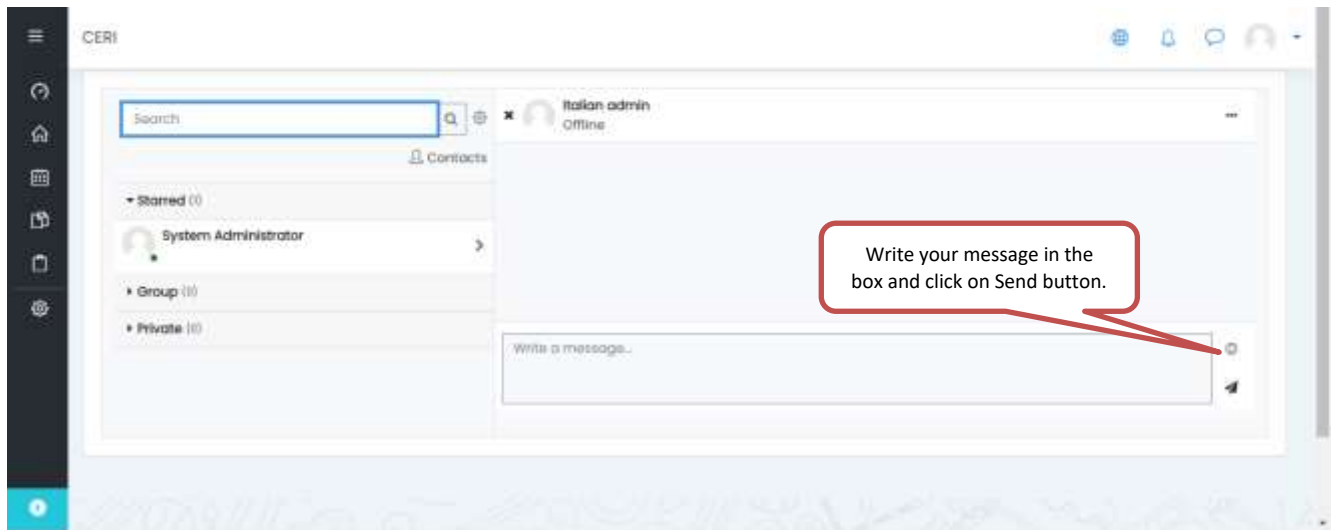 CERI
Search
Contacts
Starred (1)
System Administrator
Group (0)
Private (0)
Italian admin
Offline
Write a message...
Write your message in the
box and click on Send button.